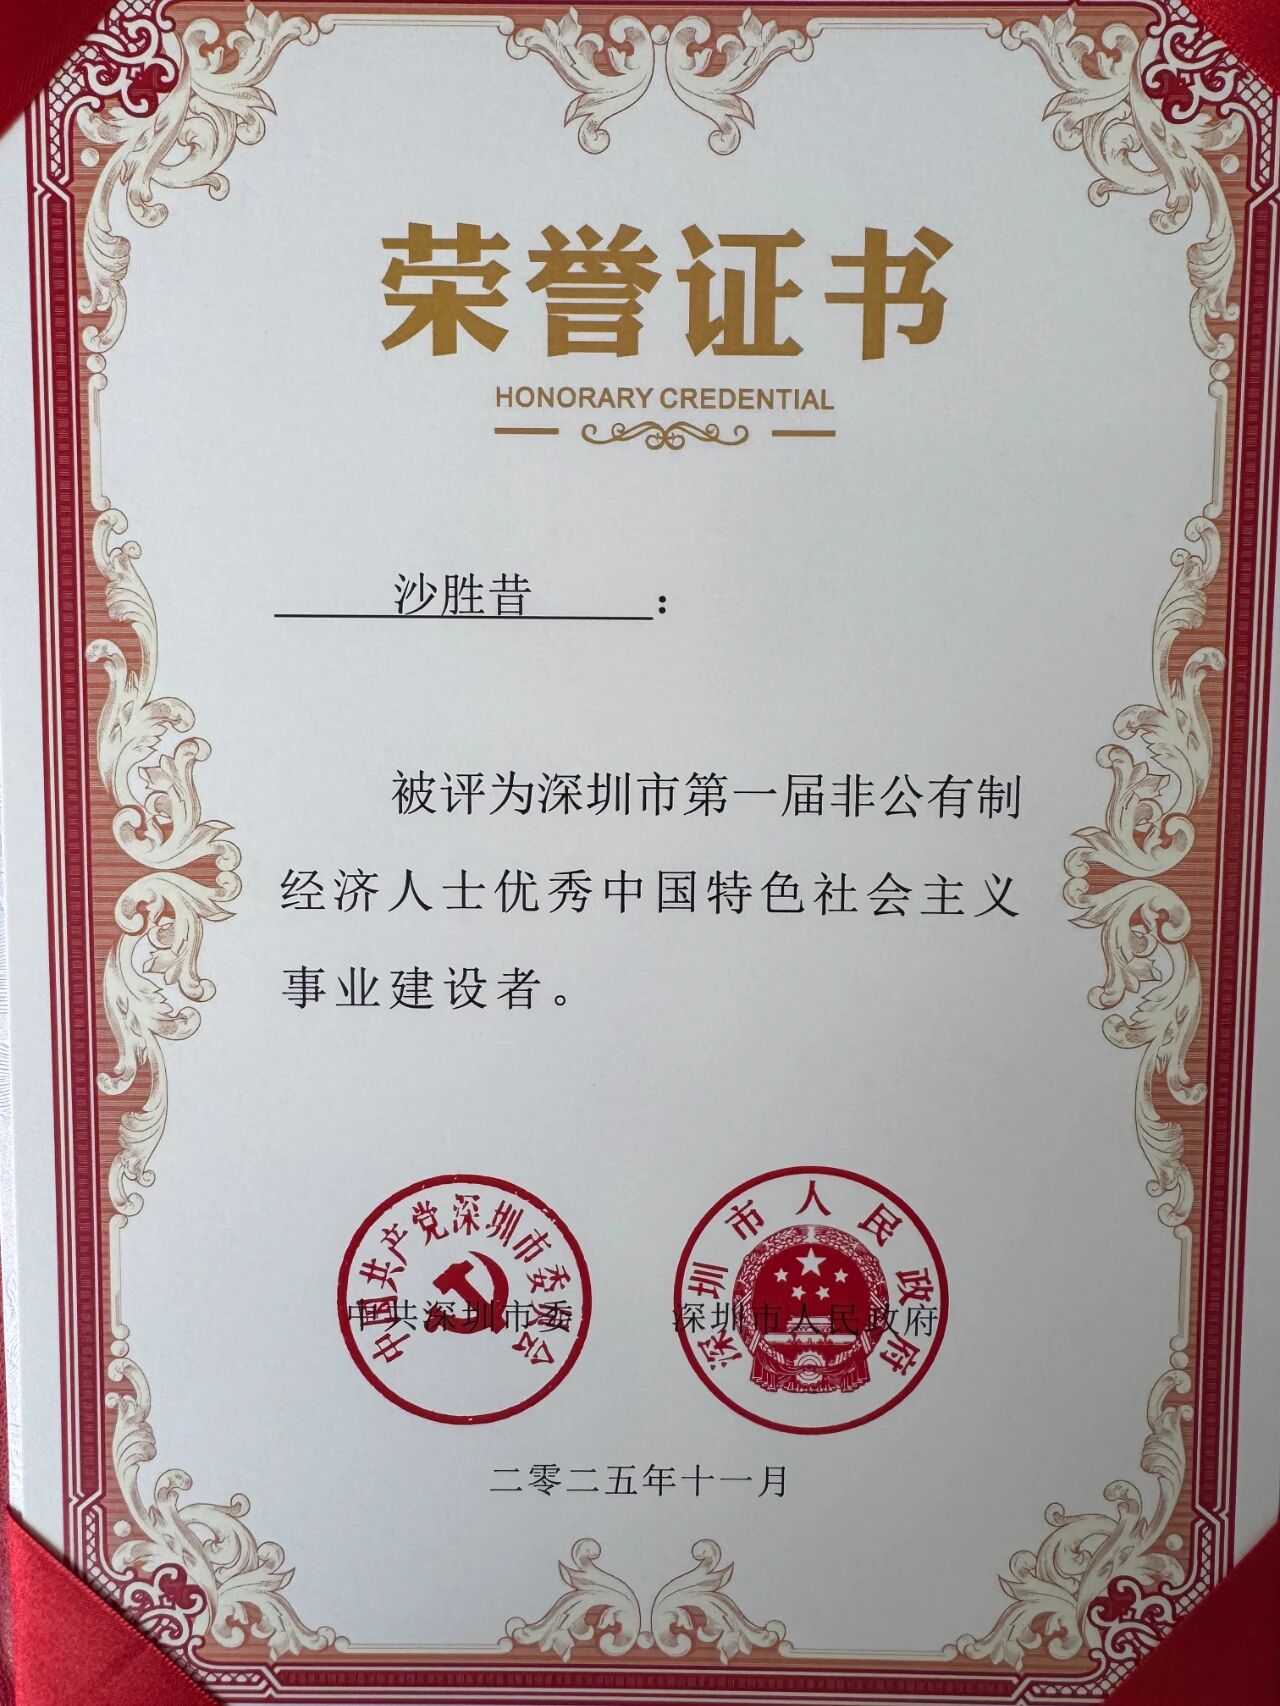 荣誉证书
HONORARY CREDENTIAL
沙胜昔：
被评为深圳市第一届非公有制
经济人士优秀中国特色社会主义
事业建设者。
中国共产党深圳市委员会
中共深圳市委
深圳市人民政府
深圳市人民政府
二零二五年十一月